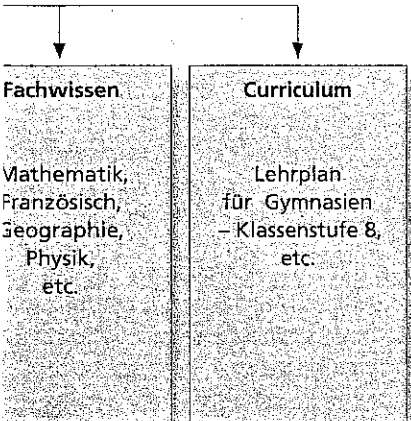 Fachwissen
Mathematik,
Französisch,
Geographie,
Physik,
etc.
Curriculum
Lehrplan
für Gymnasien
– Klassenstufe 8,
etc.